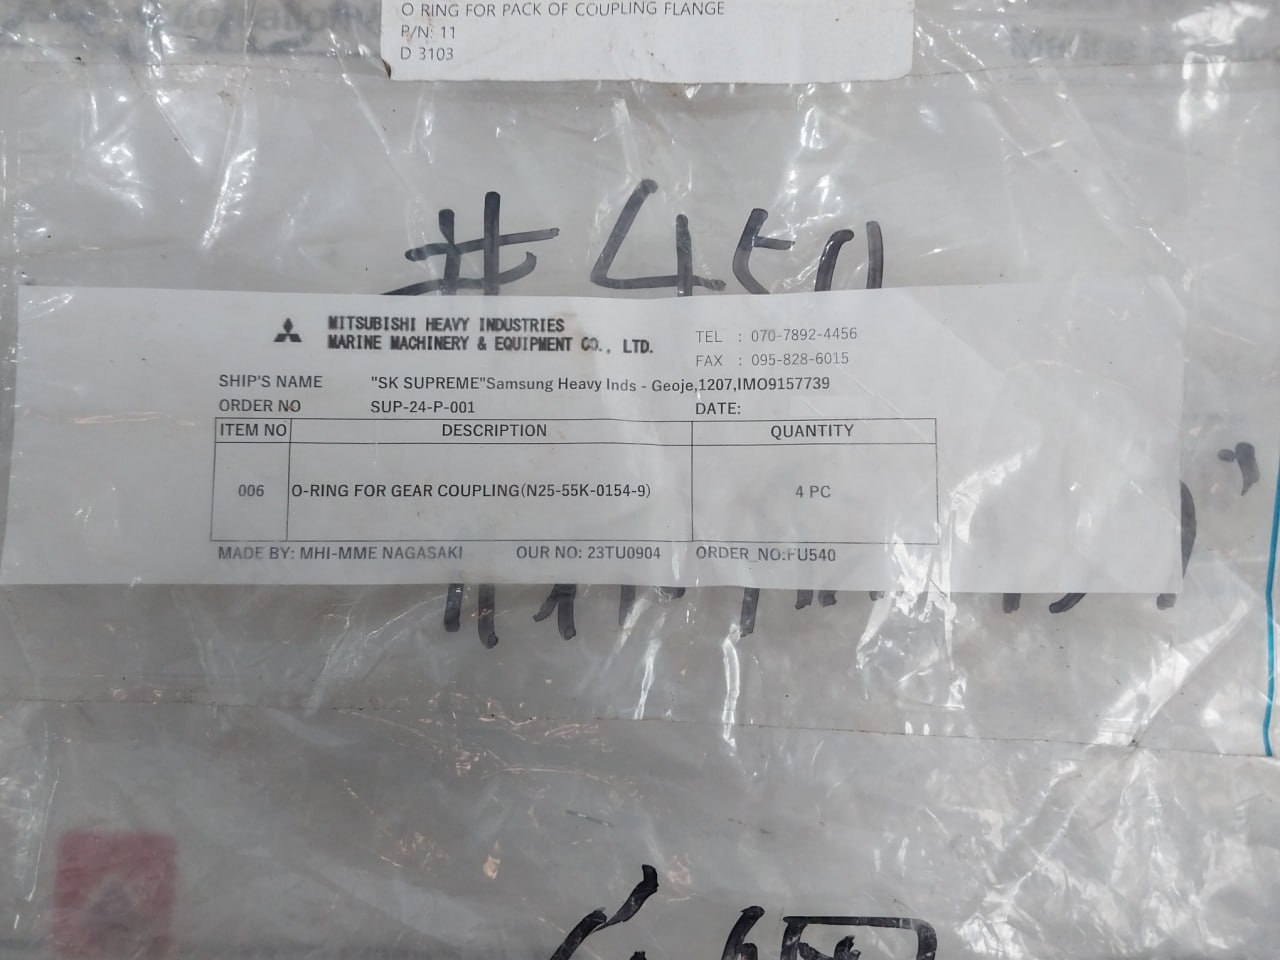 O RING FOR PACK OF COUPLING FLANGE
P/N: 11
D 3103
#450
MITSUBISHI HEAVY INDUSTRIES
MARINE MACHINERY & EQUIPMENT CO., LTD.
TEL : 070-7892-4456
FAX : 095-828-6015
SHIP'S NAME "SK SUPREME"Samsung Heavy Inds - Geoje,1207,IMO9157739
ORDER NO SUP-24-P-001 DATE:
ITEM NO DESCRIPTION QUANTITY
006 O-RING FOR GEAR COUPLING(N25-55K-0154-9) 4 PC
MADE BY: MHI-MME NAGASAKI OUR NO: 23TU0904 ORDER_NO:FU540